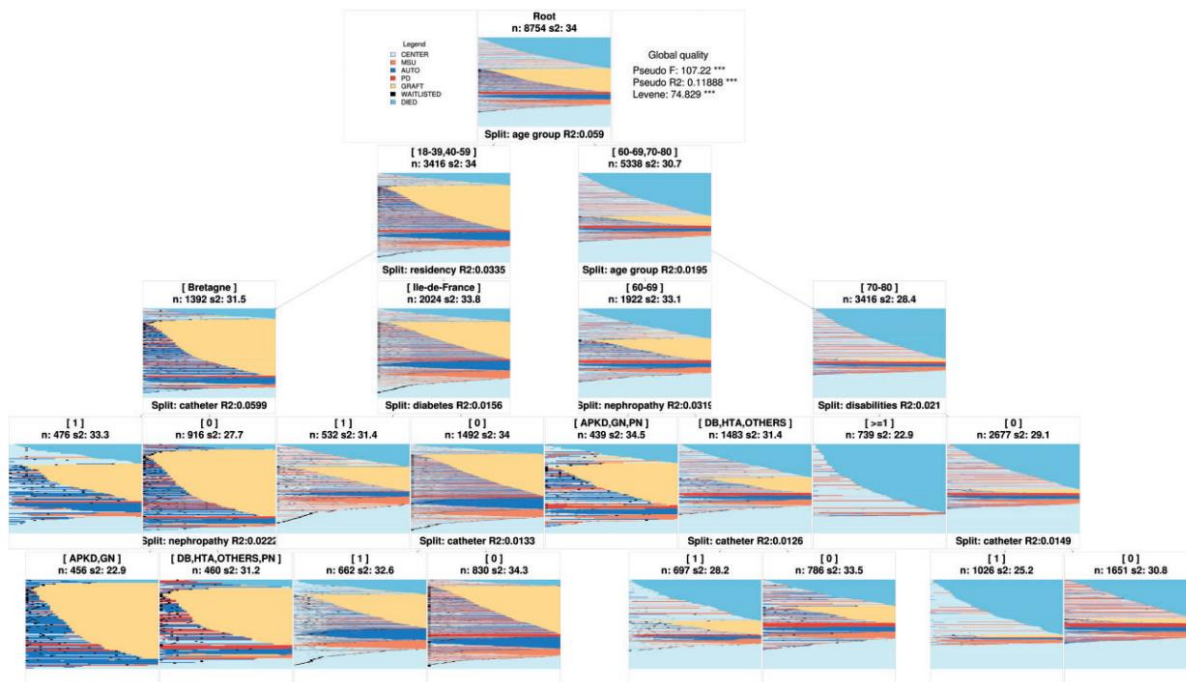 Root
n: 8754 s2: 34
Legend
CENTER
MSU
AUTO
PD
GRAFT
WAITLISTED
DIED
Global quality
Pseudo F: 107.22 ***
Pseudo R2: 0.11888 ***
Levene: 74.829 ***
Split: age group R2:0.059
[ 18-39,40-59 ]
n: 3416 s2: 34
[ 60-69,70-80 ]
n: 5338 s2: 30.7
Split: residency R2:0.0335
Split: age group R2:0.0195
[ Bretagne ]
n: 1392 s2: 31.5
[ Ile-de-France ]
n: 2024 s2: 33.8
[ 60-69 ]
n: 1922 s2: 33.1
[ 70-80 ]
n: 3416 s2: 28.4
Split: catheter R2:0.0599
Split: diabetes R2:0.0156
Split: nephropathy R2:0.0319
Split: disabilities R2:0.021
[ 1 ]
n: 476 s2: 33.3
[ 0 ]
n: 916 s2: 27.7
[ 1 ]
n: 532 s2: 31.4
[ 0 ]
n: 1492 s2: 34
[ APKD,GN,PN ]
n: 439 s2: 34.5
[ DB,HTA,OTHERS ]
n: 1483 s2: 31.4
[ >=1 ]
n: 739 s2: 22.9
[ 0 ]
n: 2677 s2: 29.1
Split: nephropathy R2:0.0222
Split: catheter R2:0.0133
Split: catheter R2:0.0126
Split: catheter R2:0.0149
[ APKD,GN ]
n: 456 s2: 22.9
[ DB,HTA,OTHERS,PN ]
n: 460 s2: 31.2
[ 1 ]
n: 662 s2: 32.6
[ 0 ]
n: 830 s2: 34.3
[ 1 ]
n: 697 s2: 28.2
[ 0 ]
n: 786 s2: 33.5
[ 1 ]
n: 1026 s2: 25.2
[ 0 ]
n: 1651 s2: 30.8